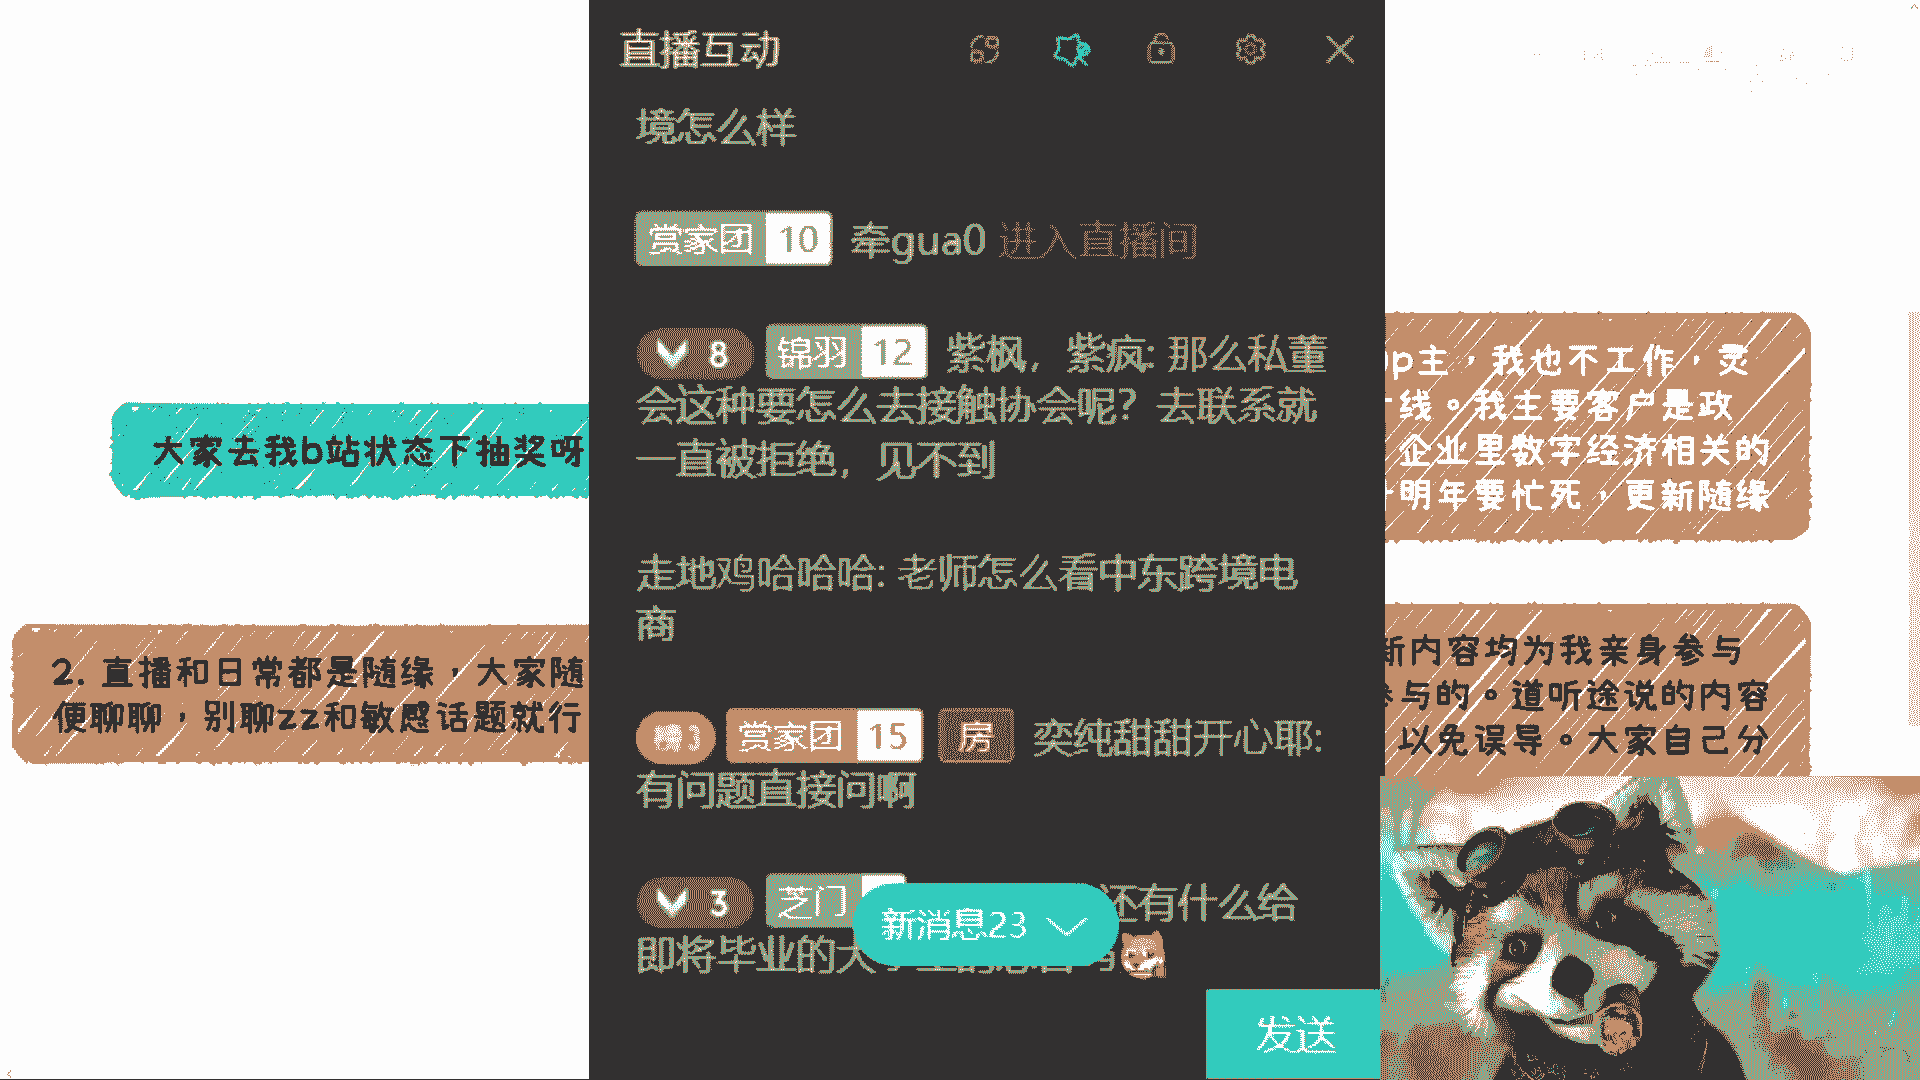 直播互动
境怎么样
赏家团 10 牵gua0 进入直播间
8 锦羽 12 紫枫，紫疯: 那么私董
会这种要怎么去接触协会呢？去联系就
一直被拒绝，见不到
走地鸡哈哈哈: 老师怎么看中东跨境电
商
榜3 赏家团 15 房 奕纯甜甜开心耶:
有问题直接问啊
3 芝门 还有什么给
即将毕业的大
新消息23
发送
大家去我b站状态下抽奖呀
2. 直播和日常都是随缘，大家随
便聊聊，别聊zz和敏感话题就行
up主，我也不工作，灵
线。我主要客户是政
企业里数字经济相关的
明年要忙死，更新随缘
新内容均为我亲身参与
参与的。道听途说的内容
以免误导。大家自己分